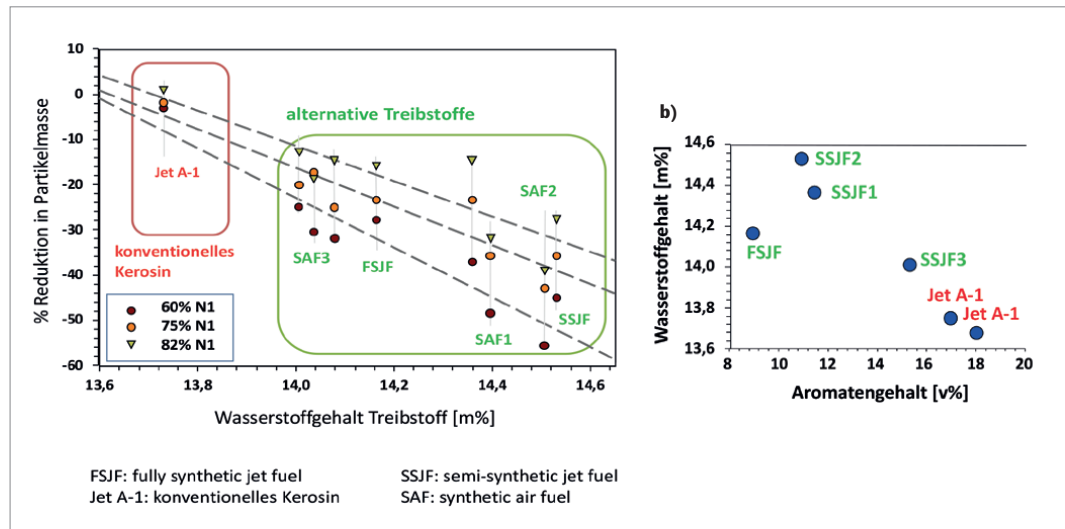 % Reduktion in Partikelmasse
10
0
-10
-20
-30
-40
-50
-60
13,6
13,8
14,0
14,2
14,4
14,6
Wasserstoffgehalt Treibstoff [m%]
Jet A-1
konventionelles
Kerosin
alternative Treibstoffe
SAF3
FSJF
SAF1
SAF2
SSJF
60% N1
75% N1
82% N1
b)
Wasserstoffgehalt [m%]
14,6
14,4
14,2
14,0
13,8
13,6
8
10
12
14
16
18
20
Aromatengehalt [v%]
SSJF2
SSJF1
FSJF
SSJF3
Jet A-1
Jet A-1
FSJF: fully synthetic jet fuel
SSJF: semi-synthetic jet fuel
Jet A-1: konventionelles Kerosin
SAF: synthetic air fuel